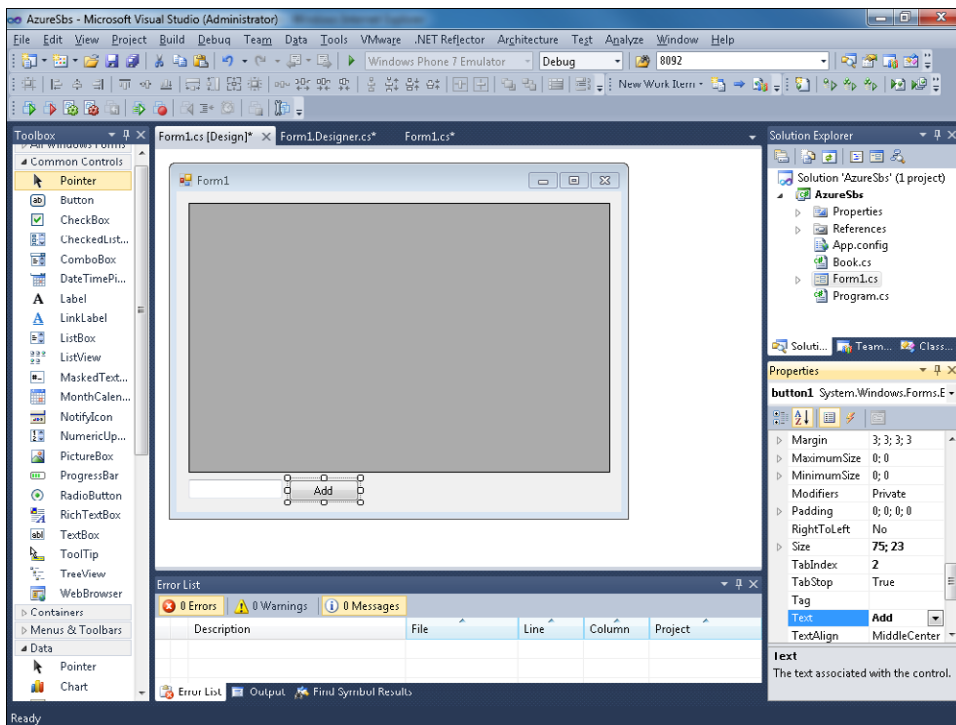 AzureSbs - Microsoft Visual Studio (Administrator)
File Edit View Project Build Debug Team Data Tools VMware .NET Reflector Architecture Test Analyze Window Help
Windows Phone 7 Emulator Debug 8092
New Work Item
Toolbox
All Windows Forms
Common Controls
Pointer
Button
CheckBox
CheckedList...
ComboBox
DateTimePi...
Label
LinkLabel
ListBox
ListView
MaskedText...
MonthCalen...
NotifyIcon
NumericUp...
PictureBox
ProgressBar
RadioButton
RichTextBox
TextBox
ToolTip
TreeView
WebBrowser
Containers
Menus & Toolbars
Data
Pointer
Chart
Form1.cs [Design]* Form1.Designer.cs* Form1.cs*
Form1
Add
Error List
0 Errors 0 Warnings 0 Messages
Description File Line Column Project
Error List Output Find Symbol Results
Solution Explorer
Solution 'AzureSbs' (1 project)
AzureSbs
Properties
References
App.config
Book.cs
Form1.cs
Program.cs
Soluti... Team... Class...
Properties
button1 System.Windows.Forms.E
Margin 3; 3; 3; 3
MaximumSize 0; 0
MinimumSize 0; 0
Modifiers Private
Padding 0; 0; 0; 0
RightToLeft No
Size 75; 23
TabIndex 2
TabStop True
Tag
Text Add
TextAlign MiddleCenter
Text
The text associated with the control.
Ready